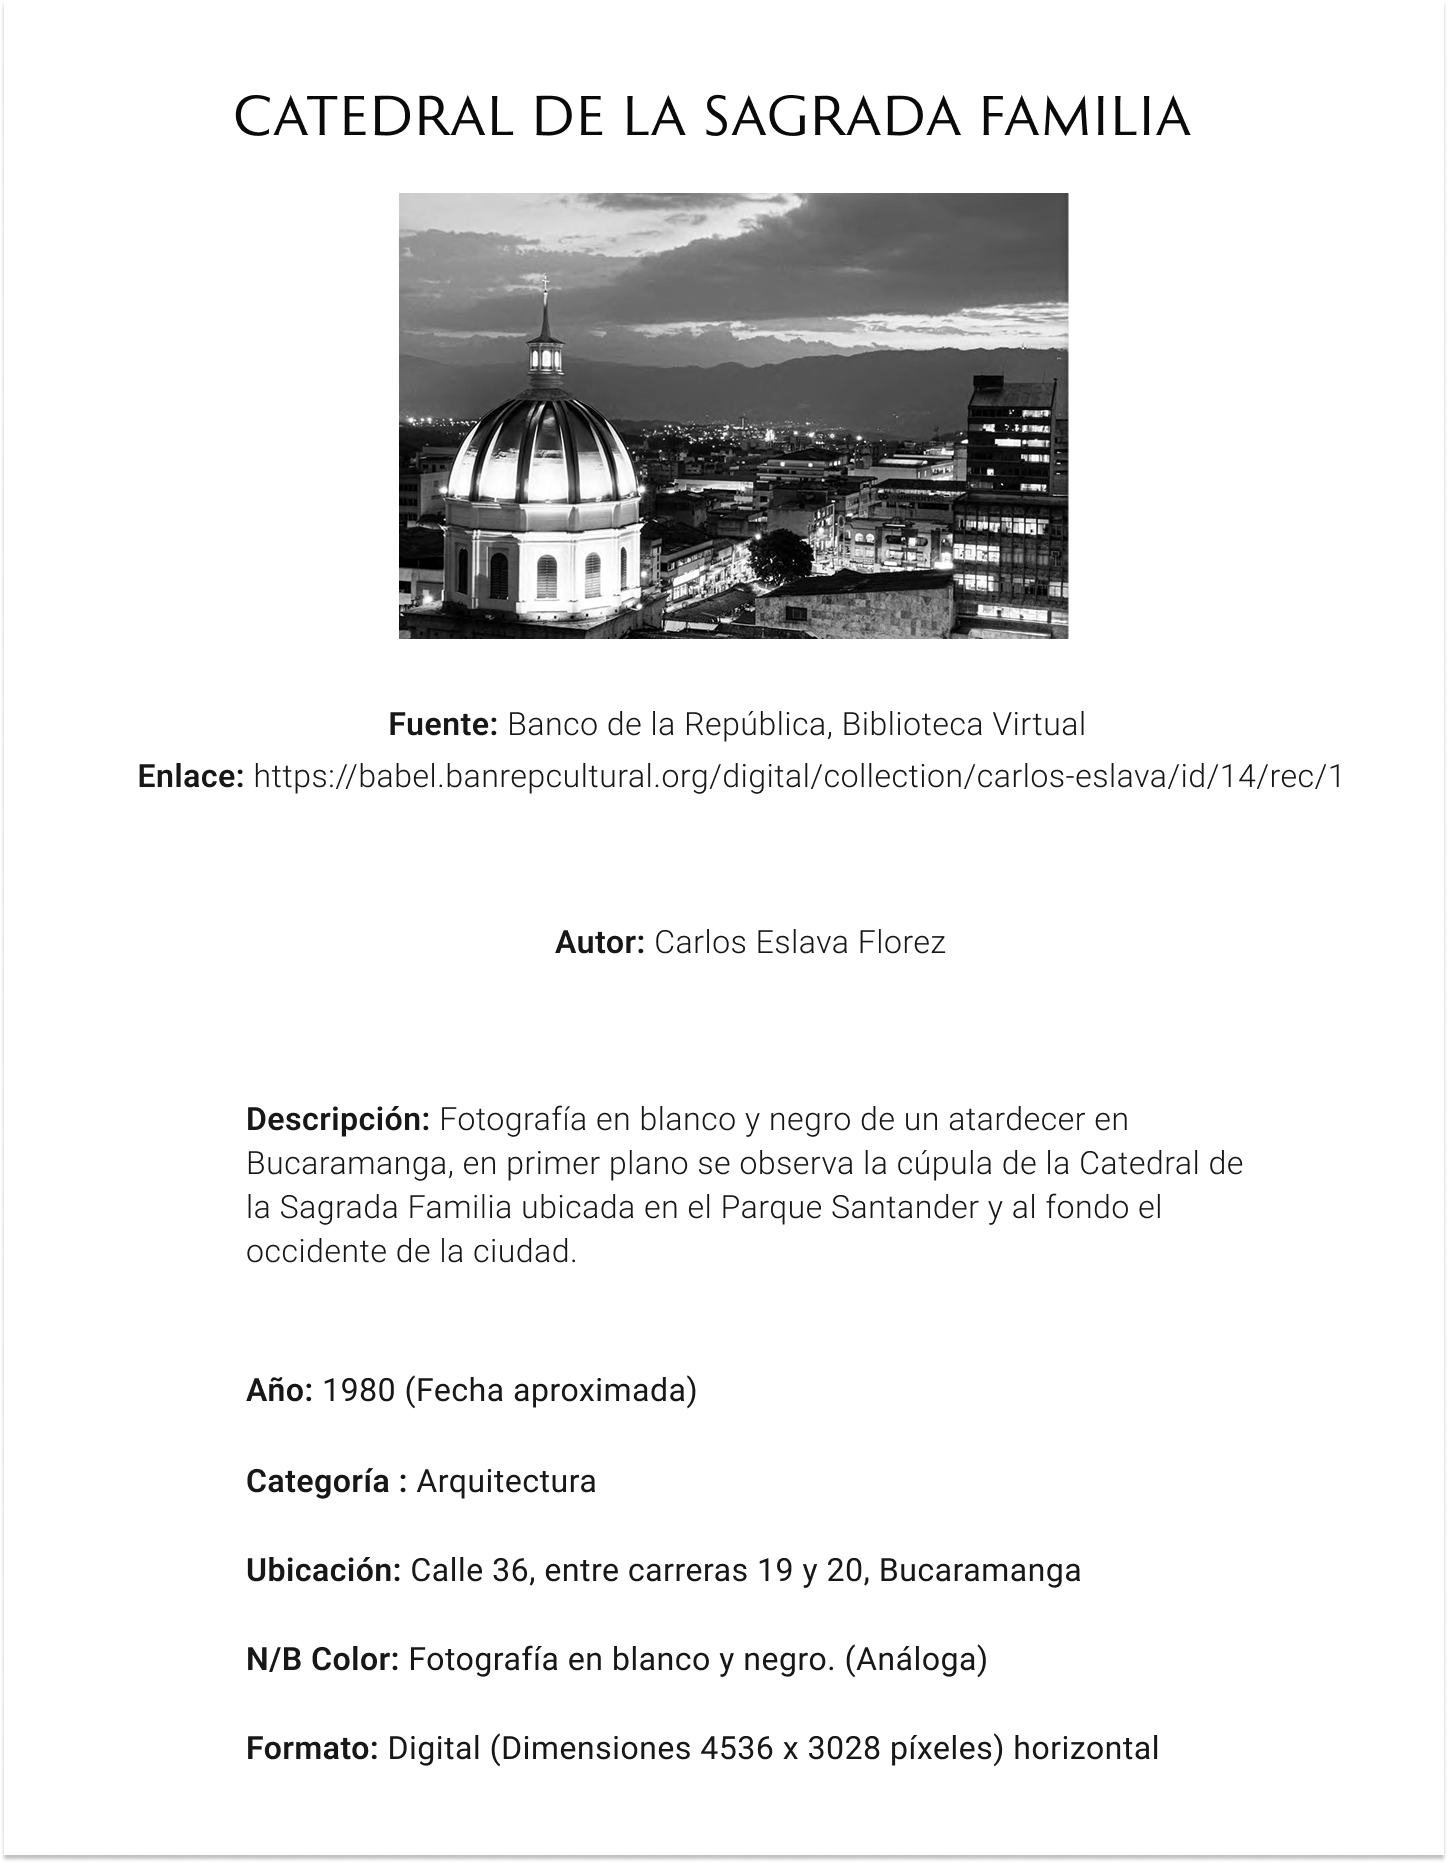 CATEDRAL DE LA SAGRADA FAMILIA
Fuente: Banco de la República, Biblioteca Virtual
Enlace: https://babel.banrepcultural.org/digital/collection/carlos-eslava/id/14/rec/1
Autor: Carlos Eslava Florez
Descripción: Fotografía en blanco y negro de un atardecer en
Bucaramanga, en primer plano se observa la cúpula de la Catedral de
la Sagrada Familia ubicada en el Parque Santander y al fondo el
occidente de la ciudad.
Año: 1980 (Fecha aproximada)
Categoría : Arquitectura
Ubicación: Calle 36, entre carreras 19 y 20, Bucaramanga
N/B Color: Fotografía en blanco y negro. (Análoga)
Formato: Digital (Dimensiones 4536 x 3028 píxeles) horizontal